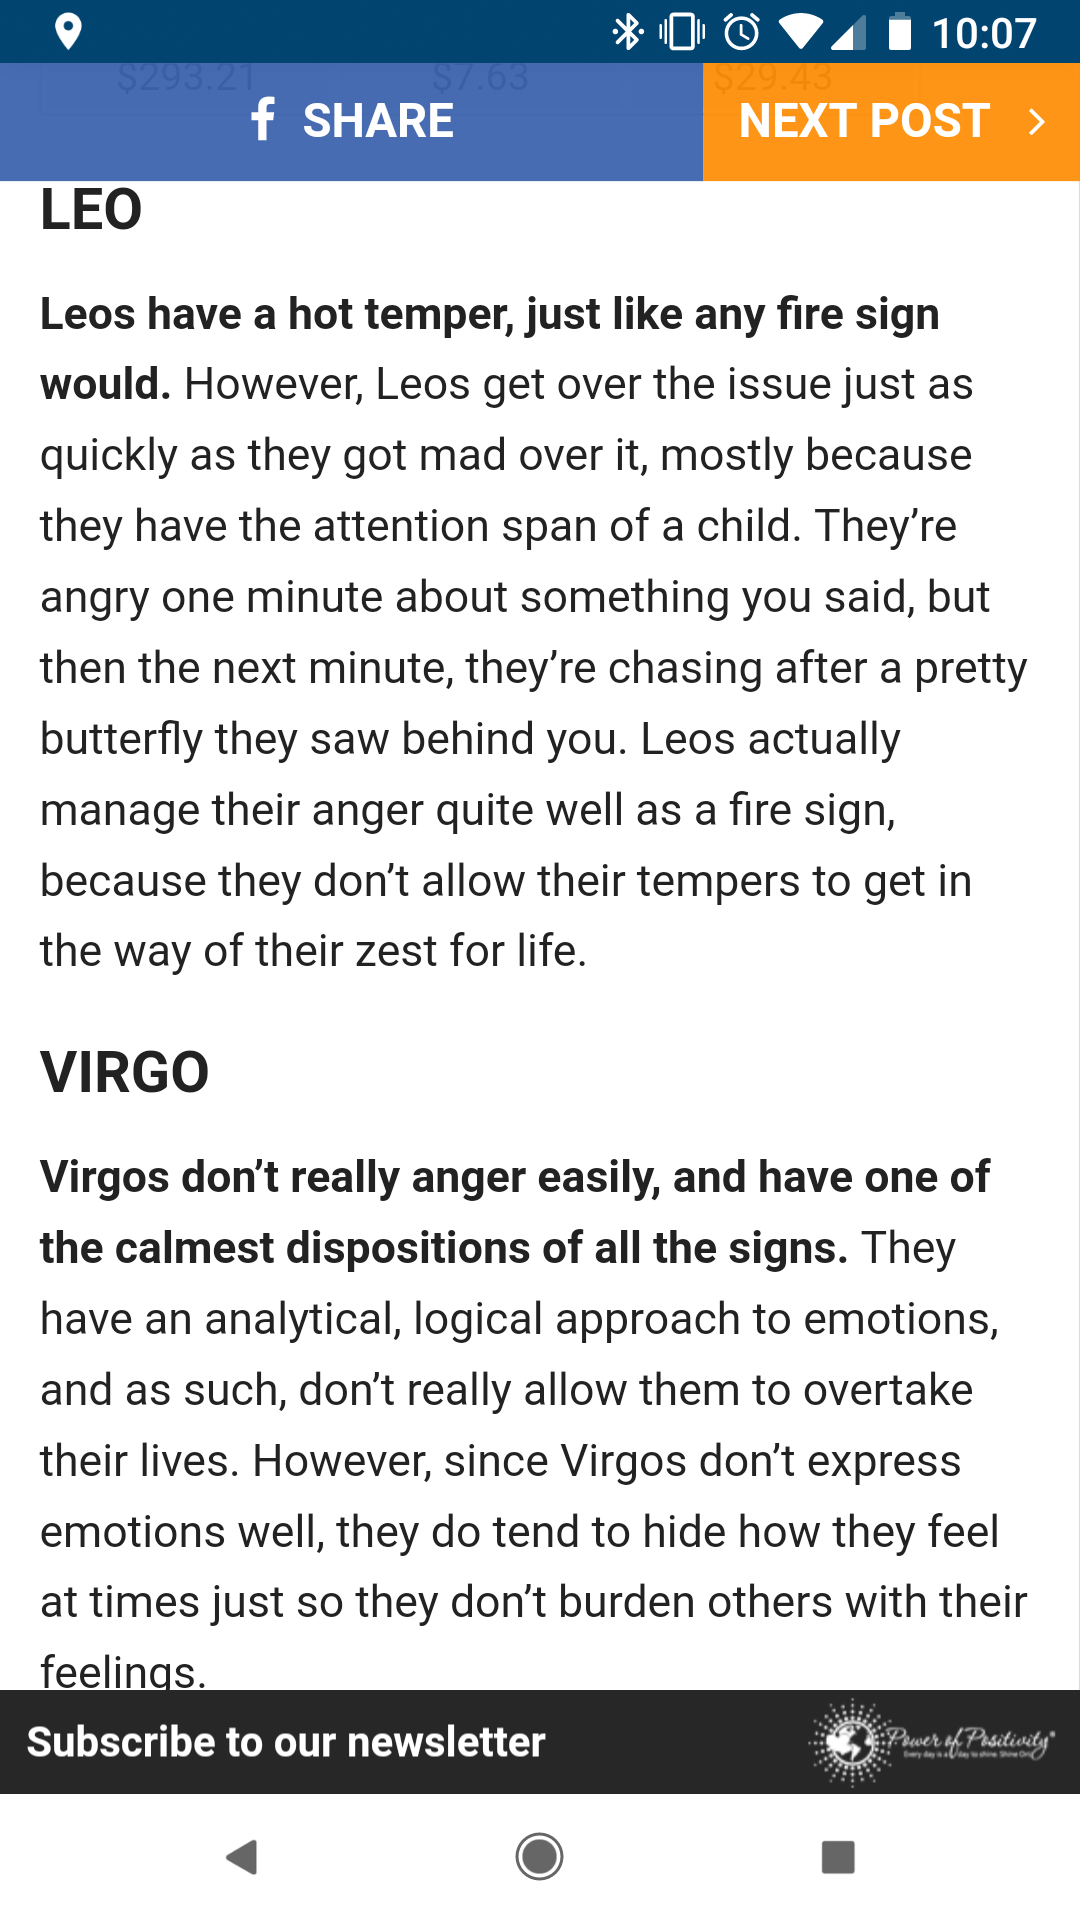 10:07
$293.21 $7.63 $29.43
f SHARE NEXT POST >
LEO
Leos have a hot temper, just like any fire sign
would. However, Leos get over the issue just as
quickly as they got mad over it, mostly because
they have the attention span of a child. They’re
angry one minute about something you said, but
then the next minute, they’re chasing after a pretty
butterfly they saw behind you. Leos actually
manage their anger quite well as a fire sign,
because they don’t allow their tempers to get in
the way of their zest for life.
VIRGO
Virgos don’t really anger easily, and have one of
the calmest dispositions of all the signs. They
have an analytical, logical approach to emotions,
and as such, don’t really allow them to overtake
their lives. However, since Virgos don’t express
emotions well, they do tend to hide how they feel
at times just so they don’t burden others with their
feelings.
Subscribe to our newsletter
Power of Positivity
Every day is a day to shine. Shine On!